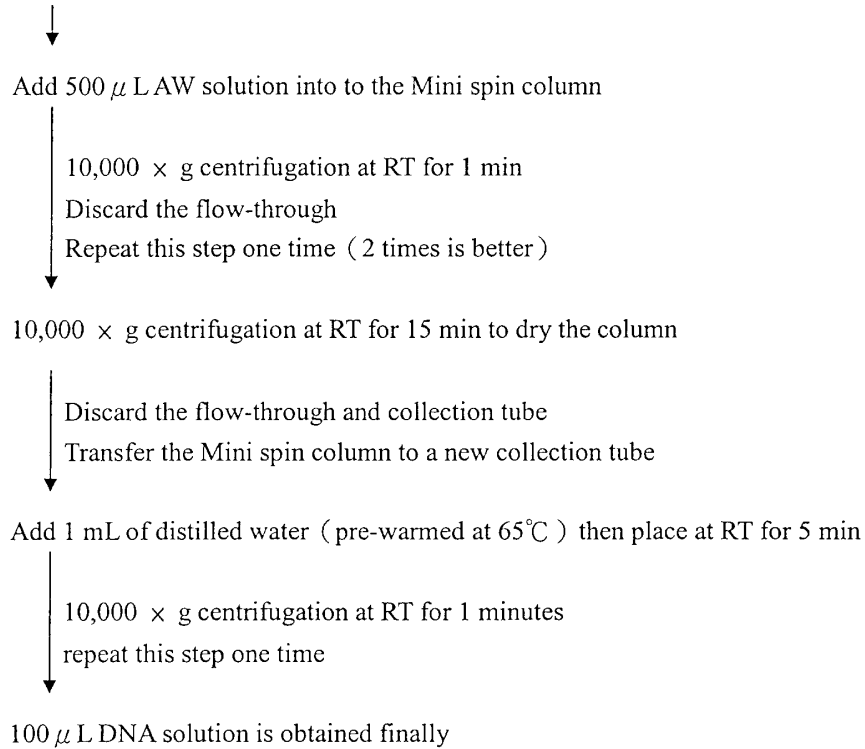 Add 500 μ L AW solution into to the Mini spin column
10,000 × g centrifugation at RT for 1 min
Discard the flow-through
Repeat this step one time（2 times is better）
10,000 × g centrifugation at RT for 15 min to dry the column
Discard the flow-through and collection tube
Transfer the Mini spin column to a new collection tube
Add 1 mL of distilled water（pre-warmed at 65℃）then place at RT for 5 min
10,000 × g centrifugation at RT for 1 minutes
repeat this step one time
100 μ L DNA solution is obtained finally